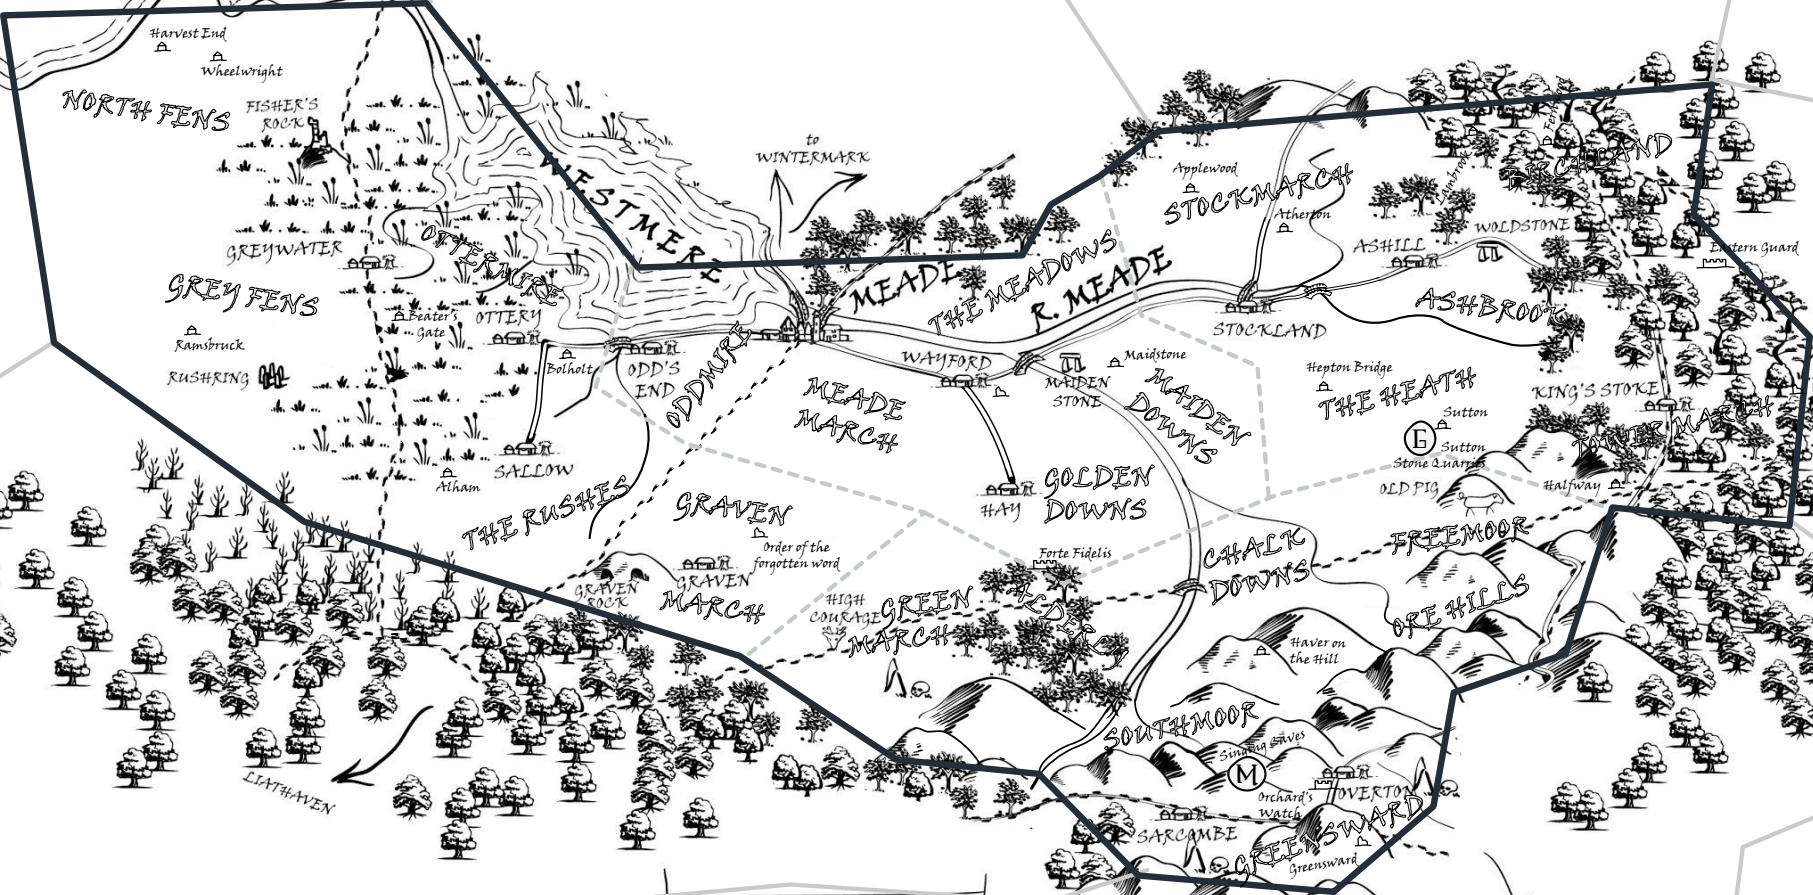 Harvest End
Wheelwright
NORTH FENS
FISHER'S
ROCK
to
WINTERMARK
WESTMERE
Applewood
STOCKMARCH
Atherton
BIRCHLAND
GREYWATER
OTTERMIRE
GREY FENS
MEADE
THE MEADOWS
R. MEADE
ASHILL
WOLDSTONE
Eastern Guard
ASHBROOK
Beater's
Gate
OTTERY
Ramsbruck
RUSHRING
Bolholt
ODD'S
END
ODDMIRE
WAYFORD
MAIDEN
STONE
Maidstone
STOCKLAND
MEADE
MARCH
MAIDEN
DOWNS
Hepton Bridge
THE HEATH
KING'S STOKE
TOWER MARCH
Sutton
G
Sutton
Stone Quarries
SALLOW
Alham
THE RUSHES
GRAVEN
HAY
GOLDEN
DOWNS
OLD PIG
Halfway
Order of the
forgotten word
Forte Fidelis
CHALK
DOWNS
FREEMOOR
GRAVEN
ROCK
GRAVEN
MARCH
HIGH
COURAGE
GREEN
MARCH
ORE HILLS
Haver on
the Hill
SOUTHMOOR
Singing Caves
M
LIATHAVEN
Orchard's
Watch
OVERTON
SARCOMBE
GREENSWARD
Greensward